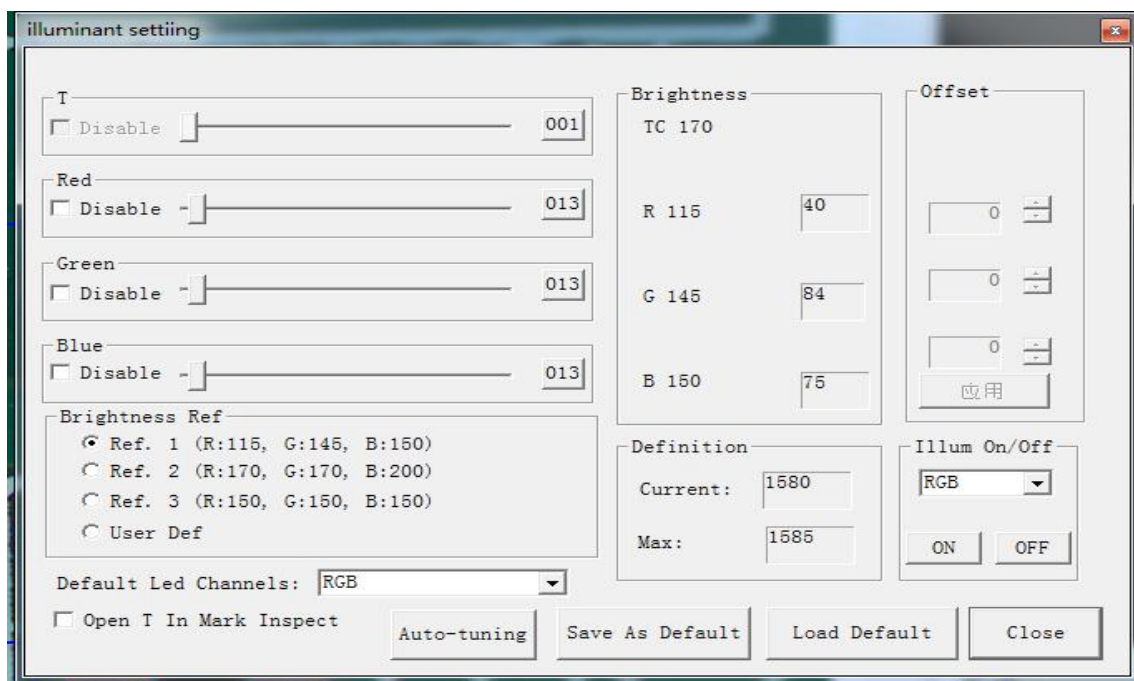 illuminant settiing
T
Disable
001
Red
Disable
013
Green
Disable
013
Blue
Disable
013
Brightness Ref
Ref. 1 (R:115, G:145, B:150)
Ref. 2 (R:170, G:170, B:200)
Ref. 3 (R:150, G:150, B:150)
User Def
Default Led Channels: RGB
Open T In Mark Inspect
Brightness
TC 170
R 115 40
G 145 84
B 150 75
Offset
0
0
0
应用
Definition
Current: 1580
Max: 1585
Illum On/Off
RGB
ON OFF
Auto-tuning Save As Default Load Default Close